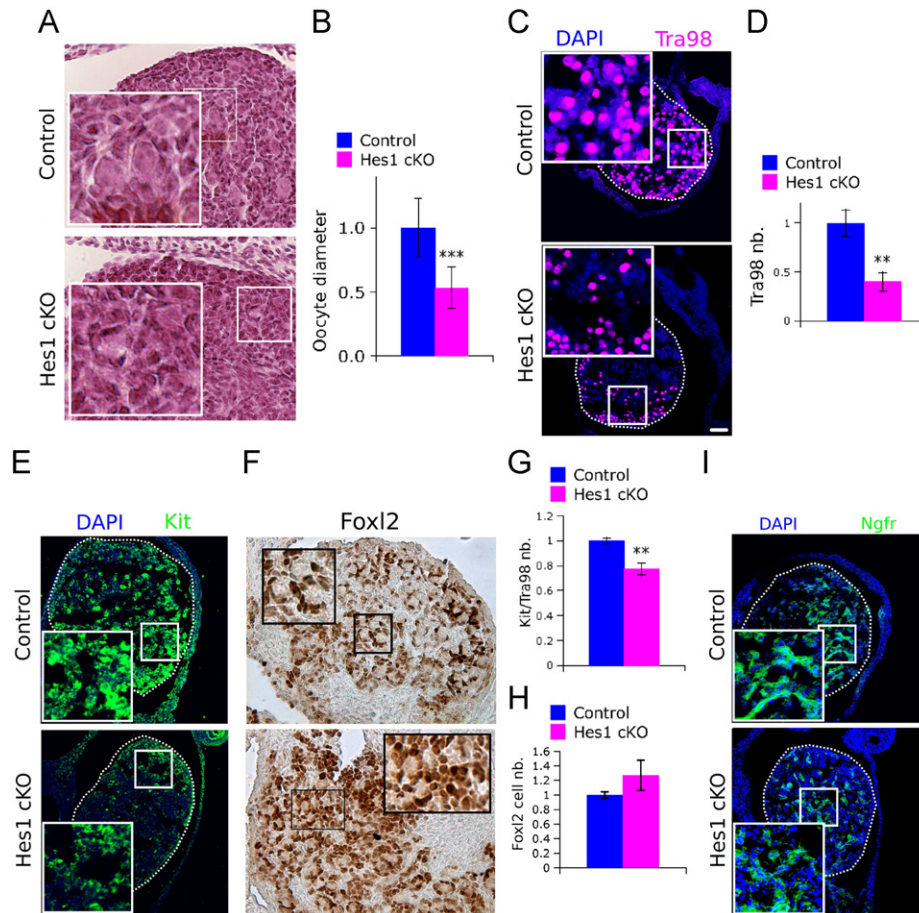 A
Control
Hes1 cKO
B
Control
Hes1 cKO
Oocyte diameter
1.0
0.5
0.0
***
C
DAPI Tra98
Control
Hes1 cKO
D
Control
Hes1 cKO
Tra98 nb.
1
0.5
0
**
E
DAPI Kit
Control
Hes1 cKO
F
Foxl2
G
Control
Hes1 cKO
Kit/Tra98 nb.
1.2
1
0.8
0.6
0.4
0.2
0
**
H
Control
Hes1 cKO
Foxl2 cell nb.
1.6
1.4
1.2
1
0.8
0.6
0.4
0.2
0
I
DAPI Ngfr
Control
Hes1 cKO